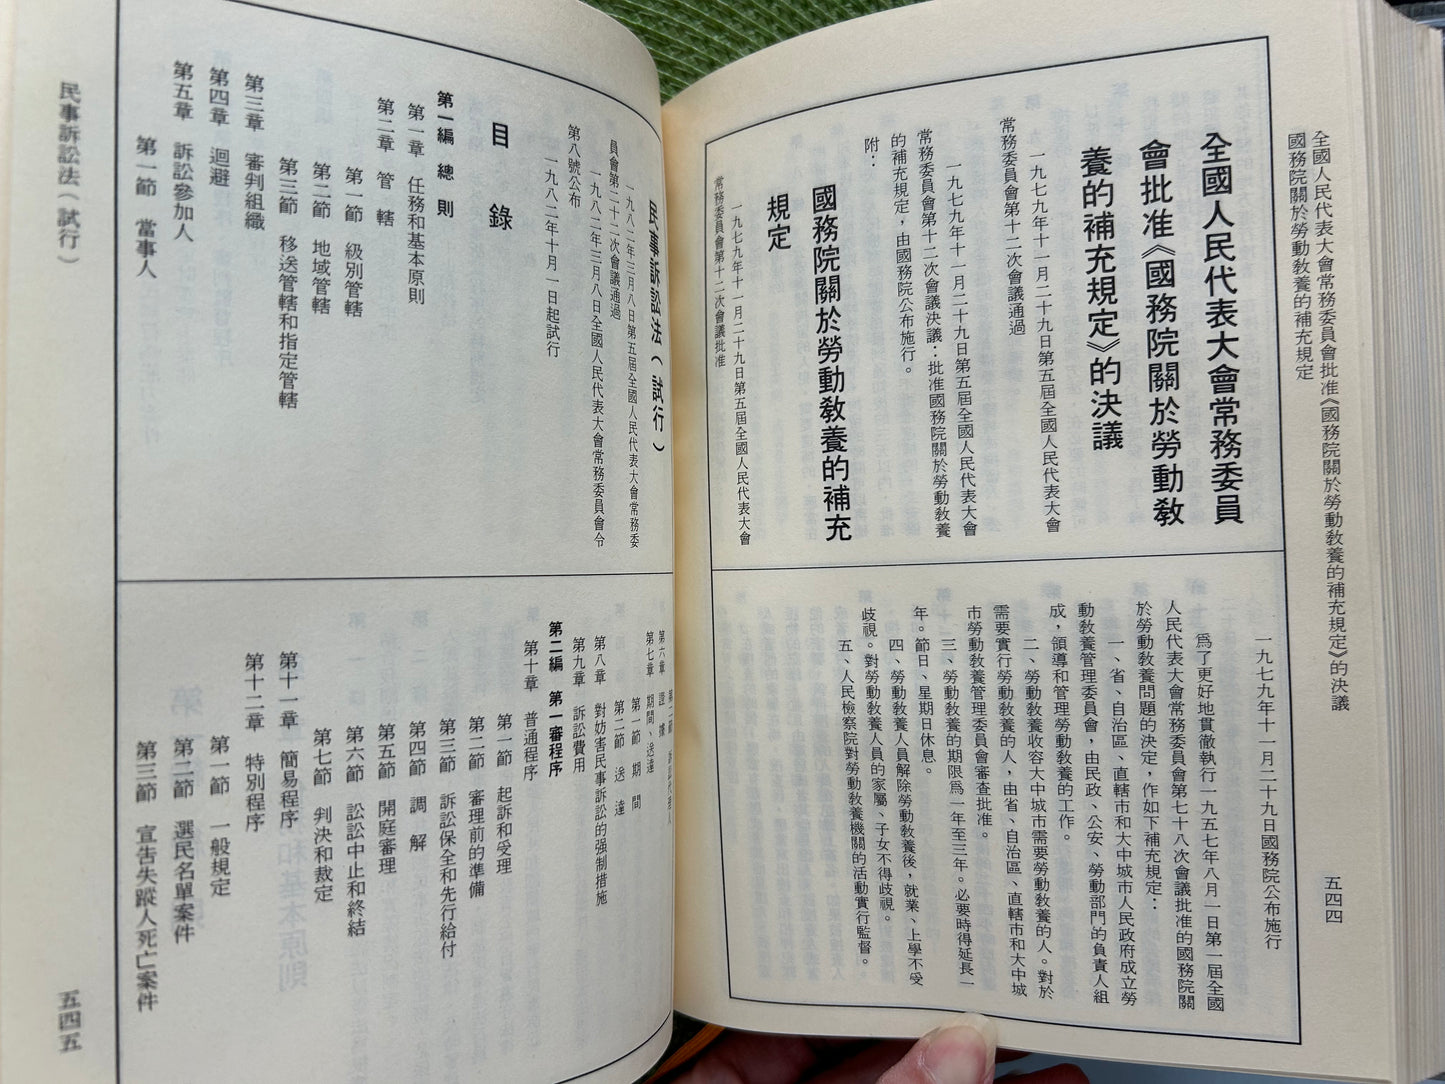 全國人民代表大會常務委員會批准《國務院關於勞動教養的補充規定》的決議
國務院關於勞動教養的補充規定
五四四
全國人民代表大會常務委員
會批准《國務院關於勞動教
養的補充規定》的決議
一九七九年十一月二十九日第五屆全國人民代表大會
常務委員會第十二次會議通過
一九七九年十一月二十九日第五屆全國人民代表大會
常務委員會第十二次會議決議：批准國務院關於勞動教養
的補充規定，由國務院公布施行。
附：
國務院關於勞動教養的補充
規定
一九七九年十一月二十九日第五屆全國人民代表大會
常務委員會第十二次會議批准
一九七九年十一月二十九日國務院公布施行
爲了更好地貫徹執行一九五七年八月一日第一屆全國
人民代表大會常務委員會第七十八次會議批准的國務院關
於勞動教養問題的決定，作如下補充規定：
一、省、自治區、直轄市和大中城市人民政府成立勞
動教養管理委員會，由民政、公安、勞動部門的負責人組
成，領導和管理勞動教養的工作。
二、勞動教養收容大中城市需要勞動教養的人。對於
需要實行勞動教養的人，由省、自治區、直轄市和大中城
市勞動教養管理委員會審查批准。
三、勞動教養的期限爲一年至三年。必要時得延長一
年。節日、星期日休息。
四、勞動教養人員解除勞動教養後，就業、上學不受
歧視。對勞動教養人員的家屬、子女不得歧視。
五、人民檢察院對勞動教養機關的活動實行監督。
民事訴訟法（試行）
一九八二年三月八日第五屆全國人民代表大會常務委
員會第二十二次會議通過
一九八二年三月八日全國人民代表大會常務委員會令
第八號公布
一九八二年十月一日起試行
目 錄
第一編 總 則
第一章 任務和基本原則
第二章 管 轄
第一節 級別管轄
第二節 地域管轄
第三節 移送管轄和指定管轄
第三章 審判組織
第四章 迴避
第五章 訴訟參加人
第一節 當事人
第二節 訴訟代理人
第六章 證 據
第七章 期間、送達
第一節 期 間
第二節 送 達
第八章 對妨害民事訴訟的强制措施
第九章 訴訟費用
第二編 第一審程序
第十章 普通程序
第一節 起訴和受理
第二節 審理前的準備
第三節 訴訟保全和先行給付
第四節 調 解
第五節 開庭審理
第六節 訟訴中止和終結
第七節 判決和裁定
第十一章 簡易程序
第十二章 特別程序
第一節 一般規定
第二節 選民名單案件
第三節 宣告失蹤人死亡案件
民事訴訟法（試行）
五四五